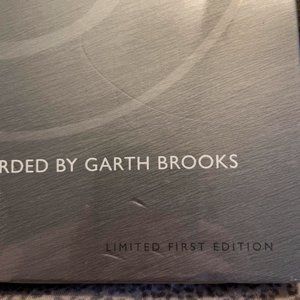 RDED BY GARTH BROOKS
LIMITED FIRST EDITION